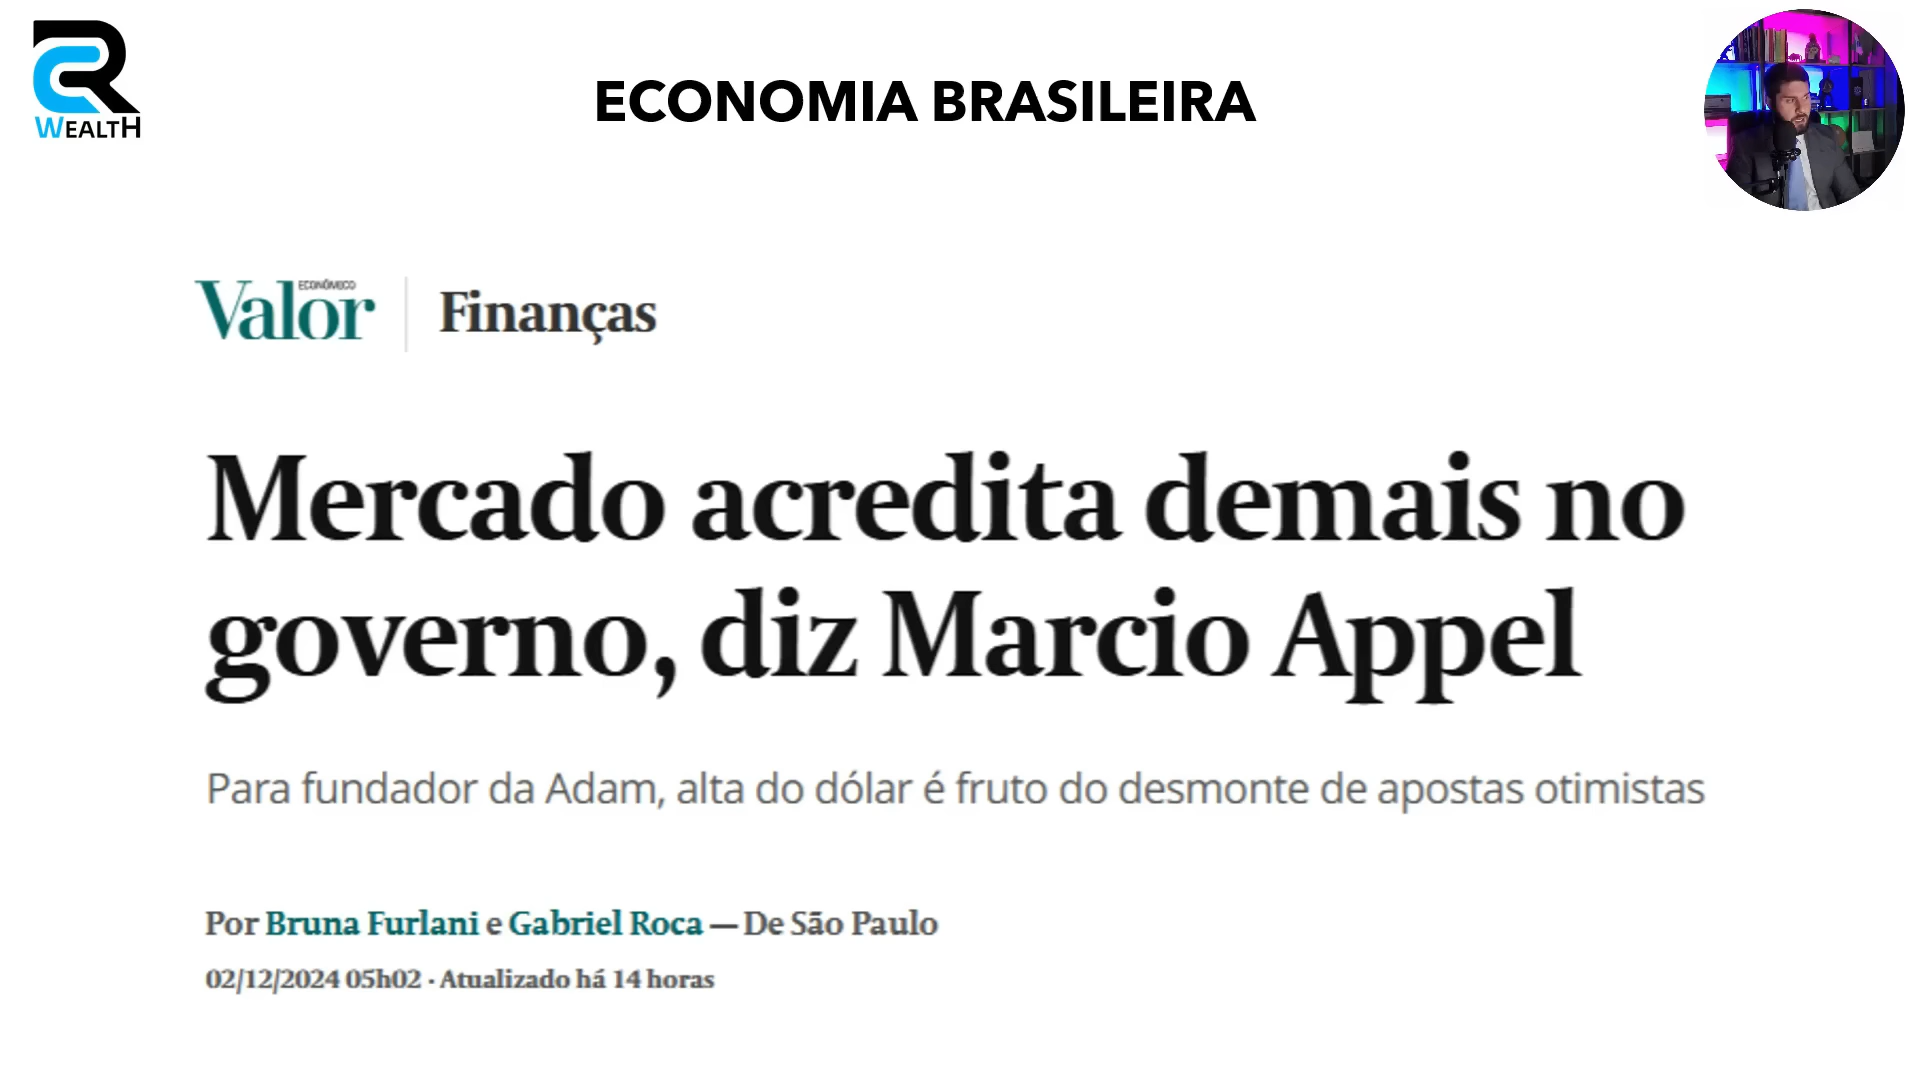 CR
WEALTH
ECONOMIA BRASILEIRA
Valor ECONÔMICO
Finanças
Mercado acredita demais no
governo, diz Marcio Appel
Para fundador da Adam, alta do dólar é fruto do desmonte de apostas otimistas
Por Bruna Furlani e Gabriel Roca — De São Paulo
02/12/2024 05h02 · Atualizado há 14 horas